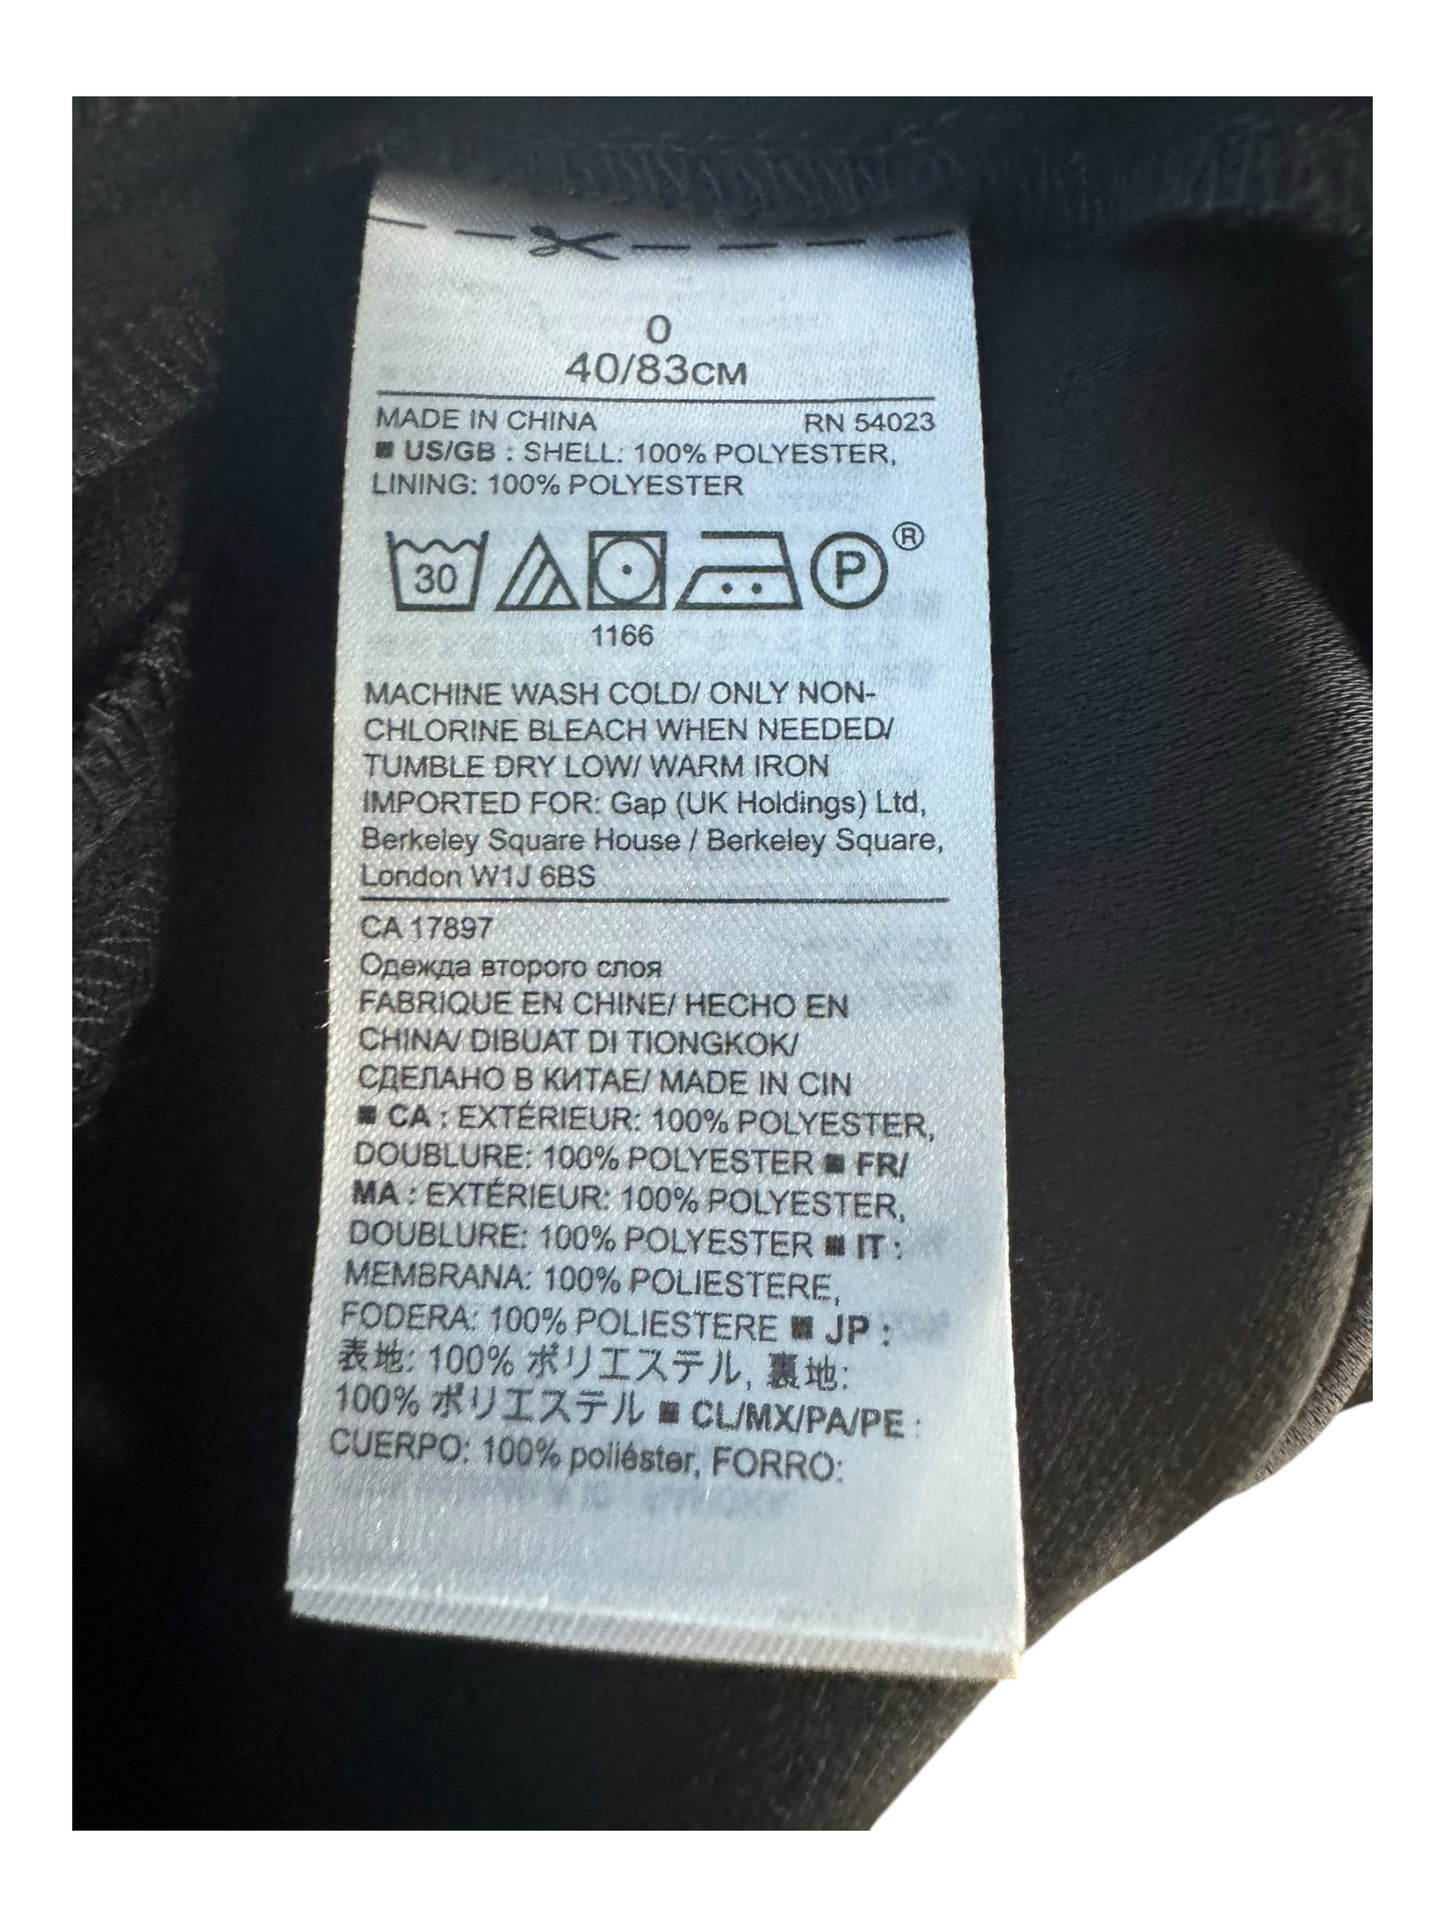 0
40/83CM
MADE IN CHINA RN 54023
■ US/GB : SHELL: 100% POLYESTER,
LINING: 100% POLYESTER
30 P ®
1166
MACHINE WASH COLD/ ONLY NON-
CHLORINE BLEACH WHEN NEEDED/
TUMBLE DRY LOW/ WARM IRON
IMPORTED FOR: Gap (UK Holdings) Ltd,
Berkeley Square House / Berkeley Square,
London W1J 6BS
CA 17897
Одежда второго слоя
FABRIQUE EN CHINE/ HECHO EN
CHINA/ DIBUAT DI TIONGKOK/
СДЕЛАНО В КИТАЕ/ MADE IN CIN
■ CA : EXTÉRIEUR: 100% POLYESTER,
DOUBLURE: 100% POLYESTER ■ FR/
MA : EXTÉRIEUR: 100% POLYESTER,
DOUBLURE: 100% POLYESTER ■ IT :
MEMBRANA: 100% POLIESTERE,
FODERA: 100% POLIESTERE ■ JP :
表地: 100% ポリエステル, 裏地:
100% ポリエステル ■ CL/MX/PA/PE :
CUERPO: 100% poliéster, FORRO: